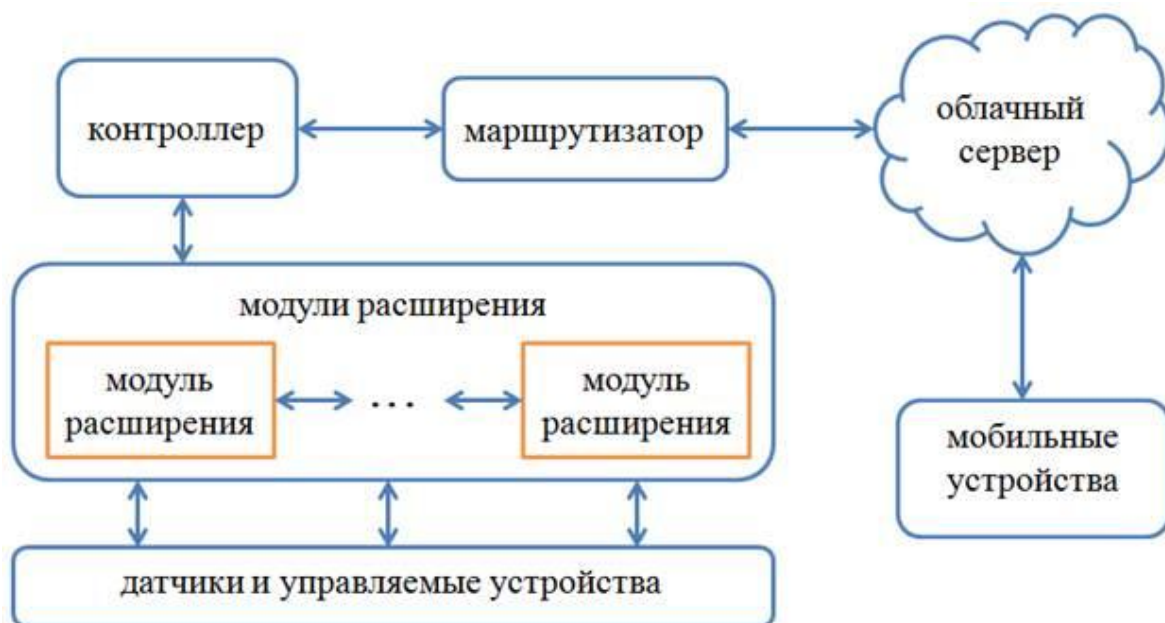 контроллер
маршрутизатор
облачный
сервер
модули расширения
модуль
расширения
...
модуль
расширения
мобильные
устройства
датчики и управляемые устройства